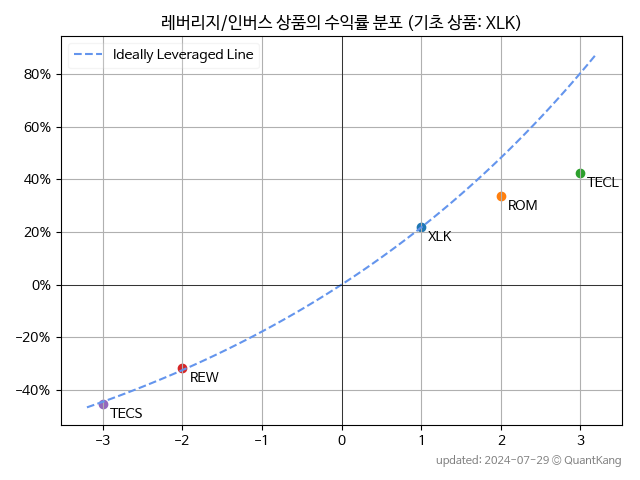 레버리지/인버스 상품의 수익률 분포 (기초 상품: XLK)
Ideally Leveraged Line
80%
60%
40%
20%
0%
−20%
−40%
TECL
ROM
XLK
REW
TECS
−3 −2 −1 0 1 2 3
updated: 2024-07-29 © QuantKang